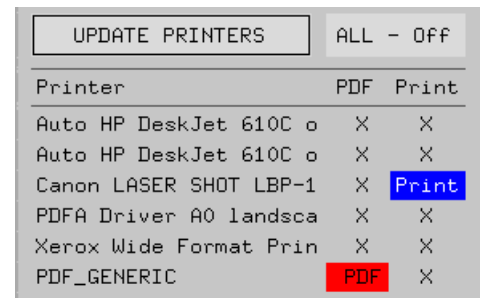 UPDATE PRINTERS ALL - Off
Printer PDF Print
Auto HP DeskJet 610C o X X
Auto HP DeskJet 610C o X X
Canon LASER SHOT LBP-1 X Print
PDFA Driver A0 landsca X X
Xerox Wide Format Prin X X
PDF_GENERIC PDF X